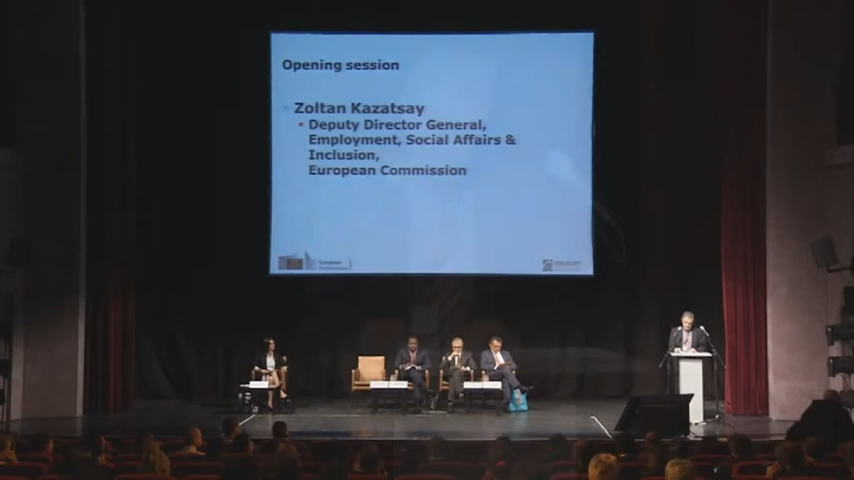 Opening session
Zoltan Kazatsay
Deputy Director General,
Employment, Social Affairs &
Inclusion,
European Commission